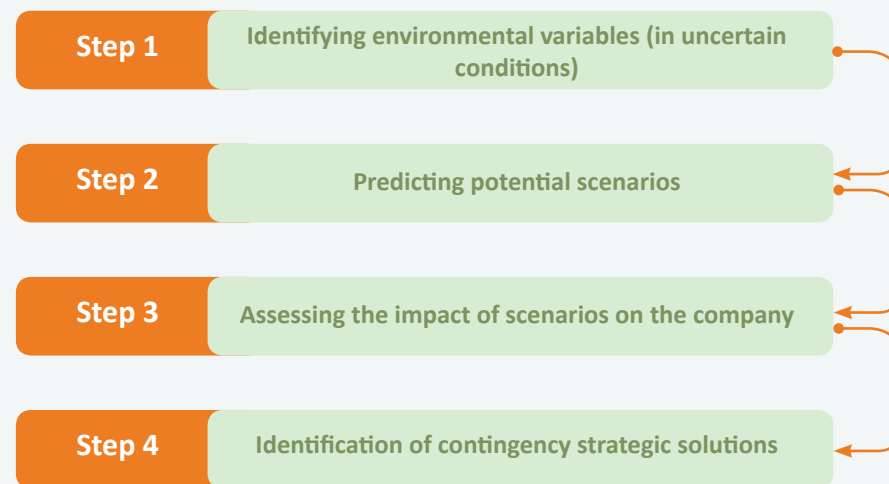 Step 1
Identifying environmental variables (in uncertain
conditions)
Step 2
Predicting potential scenarios
Step 3
Assessing the impact of scenarios on the company
Step 4
Identification of contingency strategic solutions